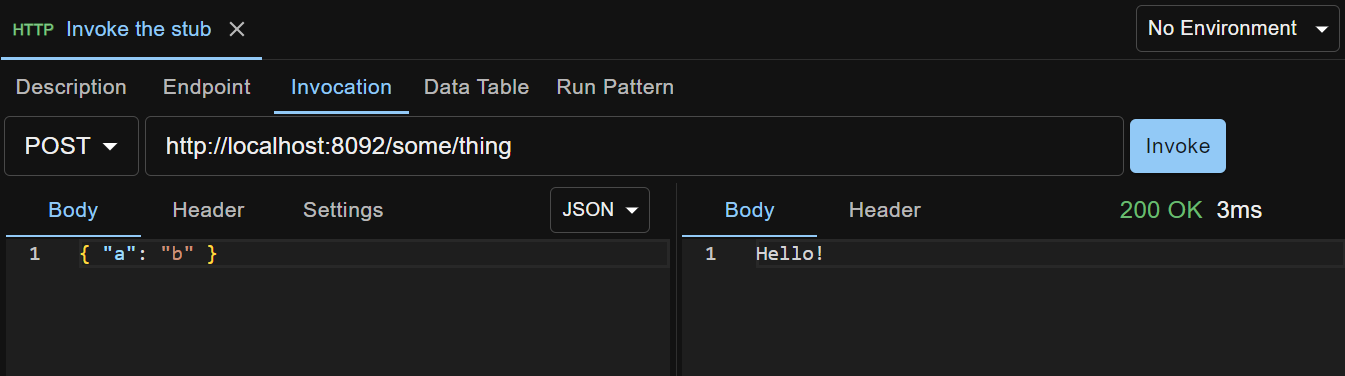 HTTP Invoke the stub
No Environment
Description Endpoint Invocation Data Table Run Pattern
POST http://localhost:8092/some/thing Invoke
Body Header Settings JSON Body Header 200 OK 3ms
1 { "a": "b" } 1 Hello!